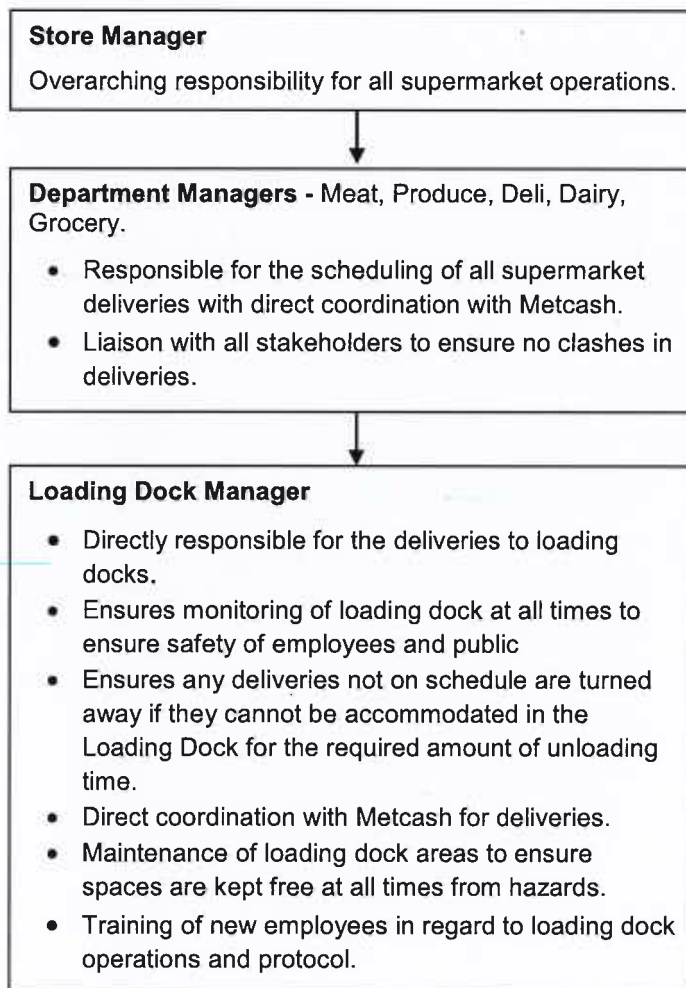 Store Manager
Overarching responsibility for all supermarket operations.
Department Managers - Meat, Produce, Deli, Dairy,
Grocery.
• Responsible for the scheduling of all supermarket
deliveries with direct coordination with Metcash.
• Liaison with all stakeholders to ensure no clashes in
deliveries.
Loading Dock Manager
• Directly responsible for the deliveries to loading
docks.
• Ensures monitoring of loading dock at all times to
ensure safety of employees and public
• Ensures any deliveries not on schedule are turned
away if they cannot be accommodated in the
Loading Dock for the required amount of unloading
time.
• Direct coordination with Metcash for deliveries.
• Maintenance of loading dock areas to ensure
spaces are kept free at all times from hazards.
• Training of new employees in regard to loading dock
operations and protocol.